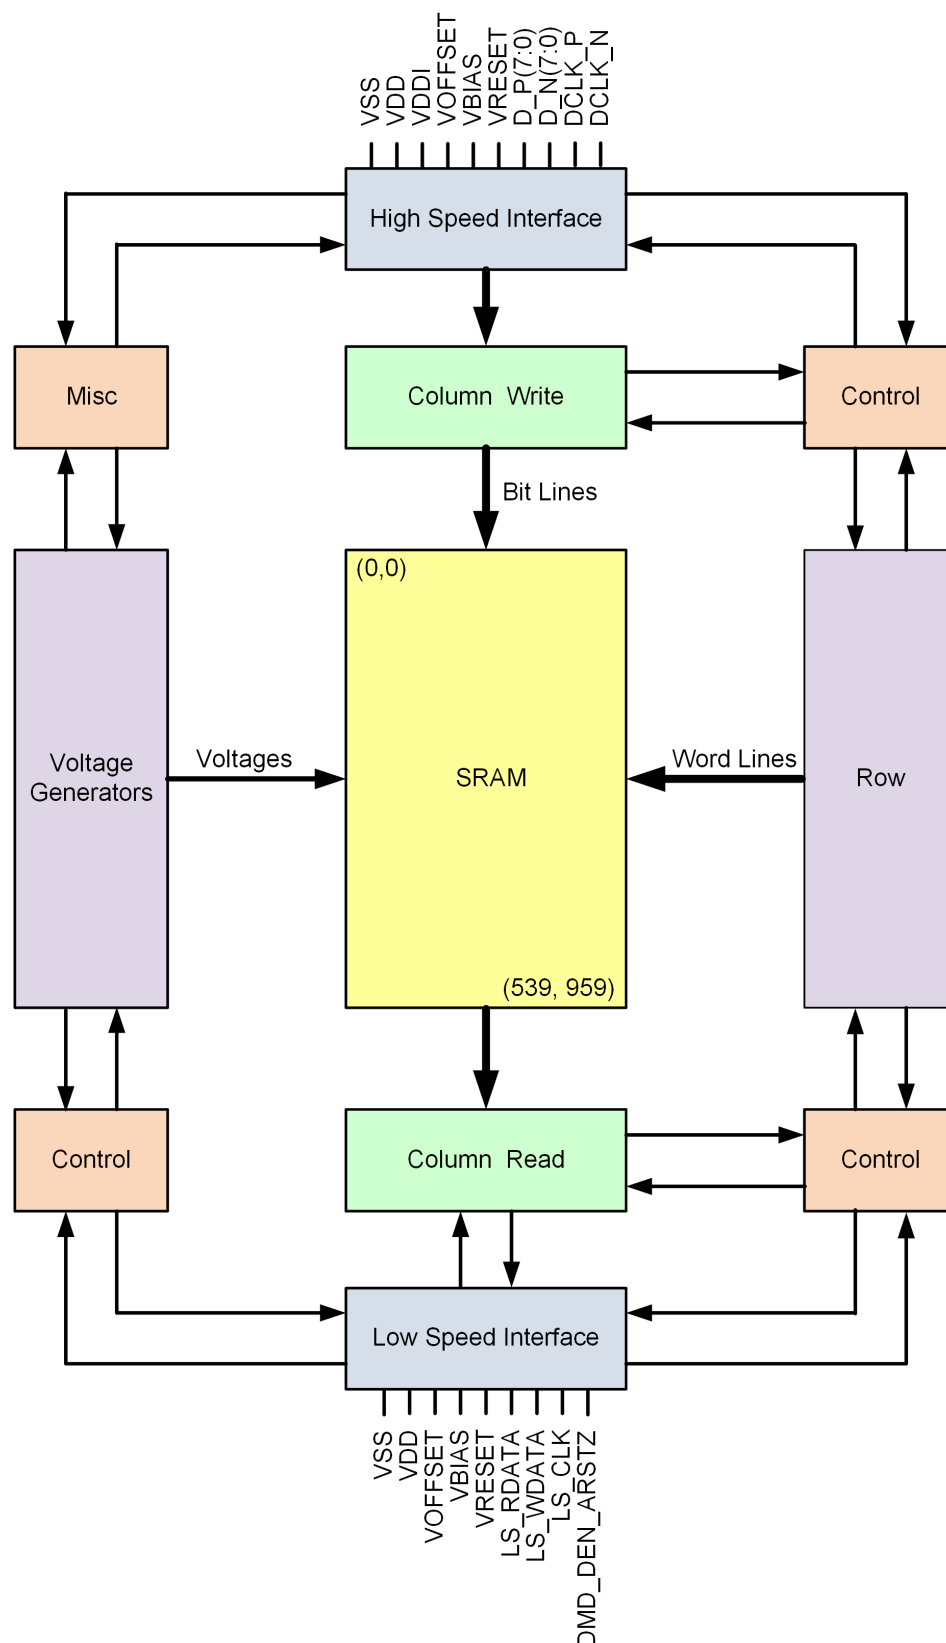 VSS
VDD
VDDI
VOFFSET
VBIAS
VRESET
D_P(7:0)
D_N(7:0)
DCLK_P
DCLK_N
High Speed Interface
Misc
Column Write
Control
Bit Lines
(0,0)
Voltage
Generators
Voltages
SRAM
Word Lines
Row
(539, 959)
Control
Column Read
Control
Low Speed Interface
VSS
VDD
VOFFSET
VBIAS
VRESET
LS_RDATA
LS_WDATA
LS_CLK
DMD_DEN_ARSTZ